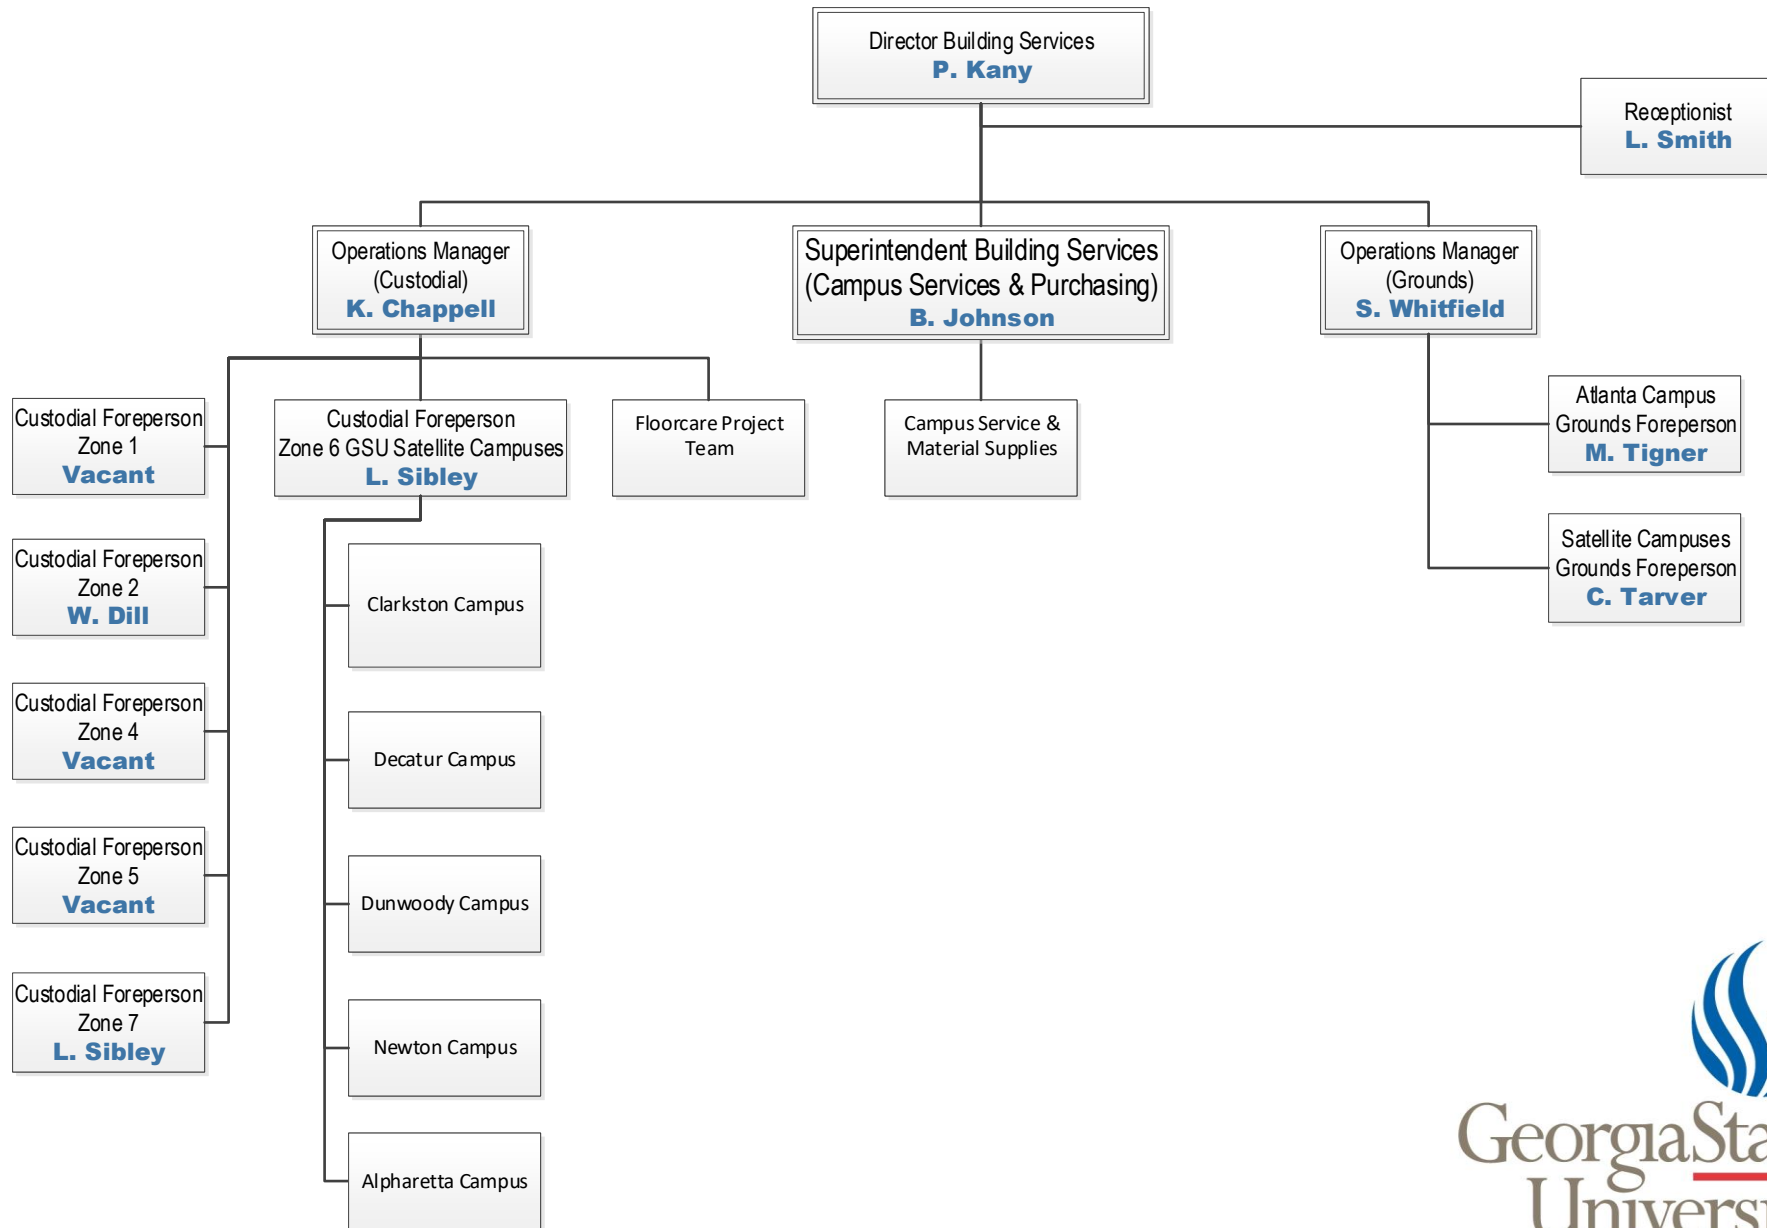 Director Building Services
P. Kany
Receptionist
L. Smith
Operations Manager
(Custodial)
K. Chappell
Superintendent Building Services
(Campus Services & Purchasing)
B. Johnson
Operations Manager
(Grounds)
S. Whitfield
Custodial Foreperson
Zone 1
Vacant
Custodial Foreperson
Zone 6 GSU Satellite Campuses
L. Sibley
Floorcare Project
Team
Campus Service &
Material Supplies
Atlanta Campus
Grounds Foreperson
M. Tigner
Custodial Foreperson
Zone 2
W. Dill
Satellite Campuses
Grounds Foreperson
C. Tarver
Custodial Foreperson
Zone 4
Vacant
Custodial Foreperson
Zone 5
Vacant
Custodial Foreperson
Zone 7
L. Sibley
Clarkston Campus
Decatur Campus
Dunwoody Campus
Newton Campus
Alpharetta Campus
GeorgiaSta
Universi